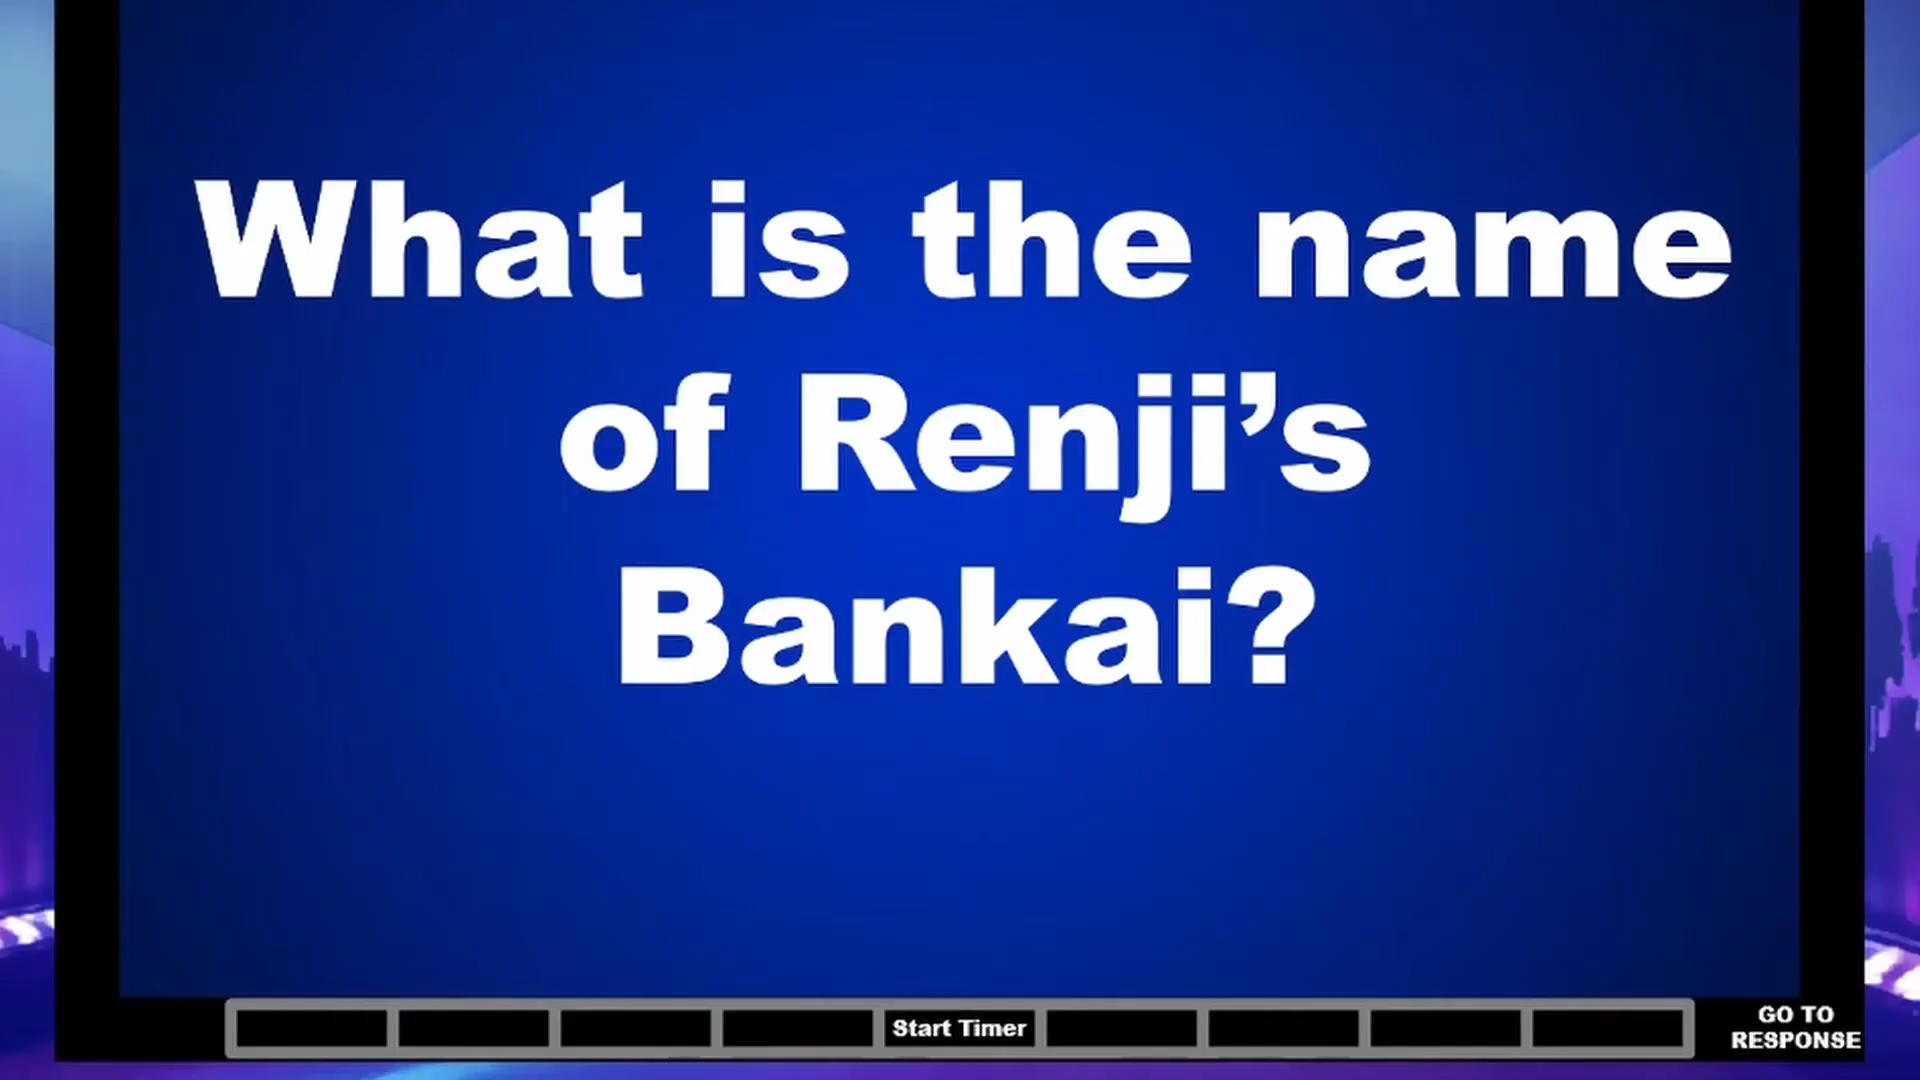 What is the name
of Renji’s
Bankai?
Start Timer
GO TO
RESPONSE